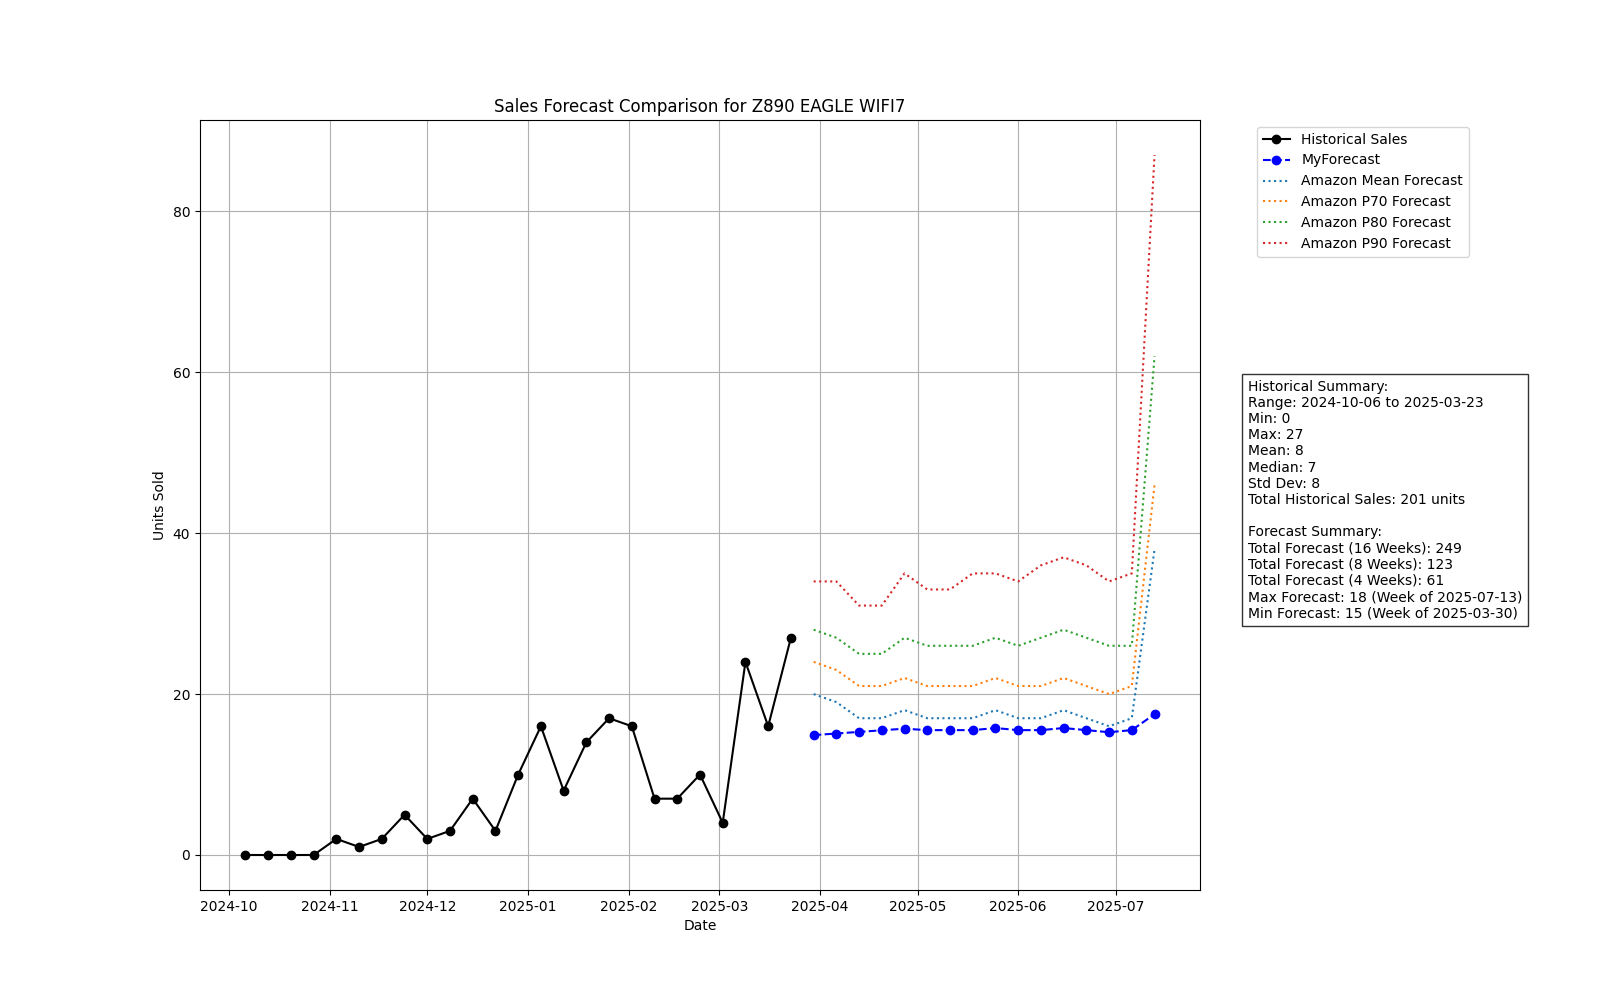 Sales Forecast Comparison for Z890 EAGLE WIFI7
Historical Sales
MyForecast
Amazon Mean Forecast
Amazon P70 Forecast
Amazon P80 Forecast
Amazon P90 Forecast
80
60
40
20
0
Units Sold
2024-10 2024-11 2024-12 2025-01 2025-02 2025-03 2025-04 2025-05 2025-06 2025-07
Date
Historical Summary:
Range: 2024-10-06 to 2025-03-23
Min: 0
Max: 27
Mean: 8
Median: 7
Std Dev: 8
Total Historical Sales: 201 units
Forecast Summary:
Total Forecast (16 Weeks): 249
Total Forecast (8 Weeks): 123
Total Forecast (4 Weeks): 61
Max Forecast: 18 (Week of 2025-07-13)
Min Forecast: 15 (Week of 2025-03-30)